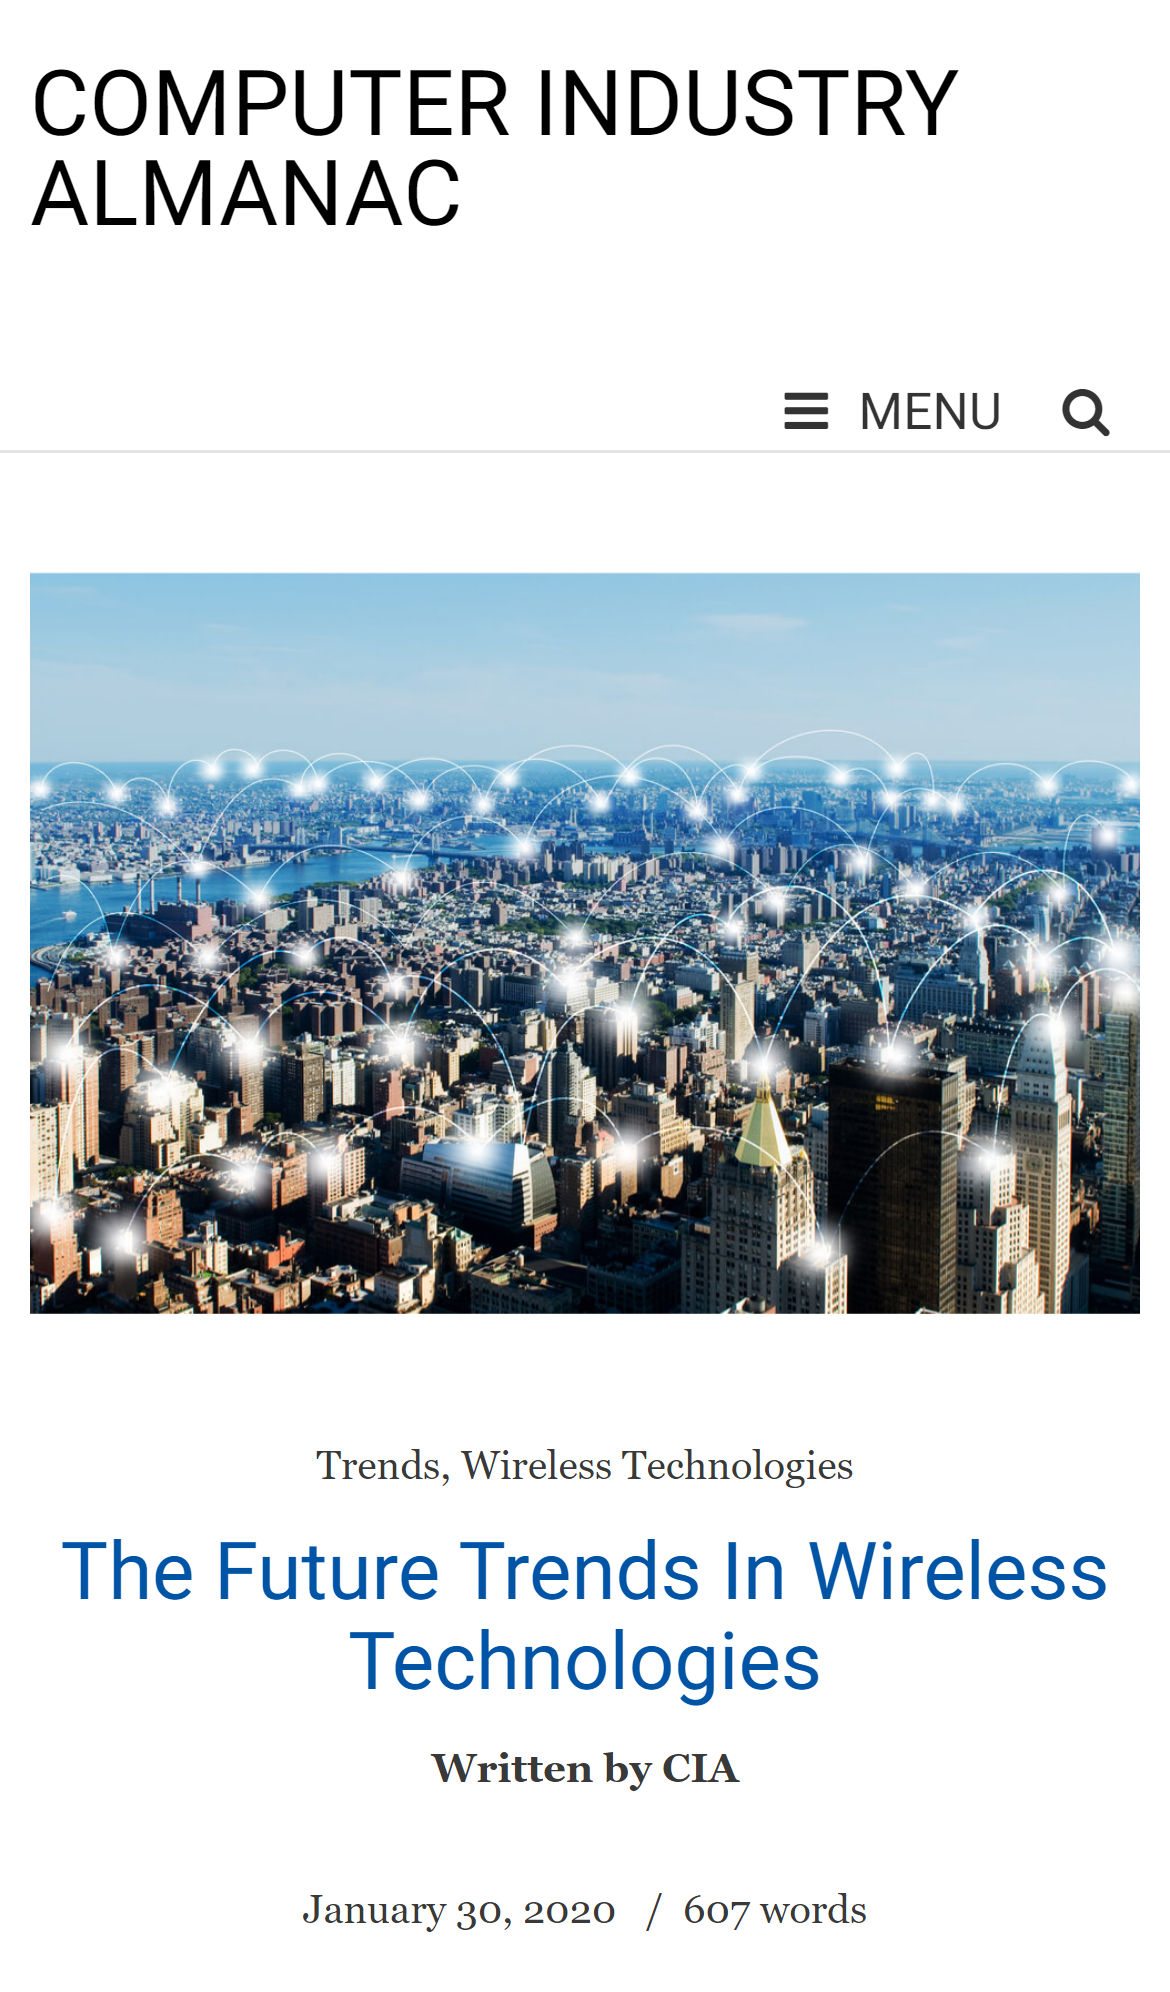 COMPUTER INDUSTRY
ALMANAC
MENU
Trends, Wireless Technologies
The Future Trends In Wireless
Technologies
Written by CIA
January 30, 2020 / 607 words